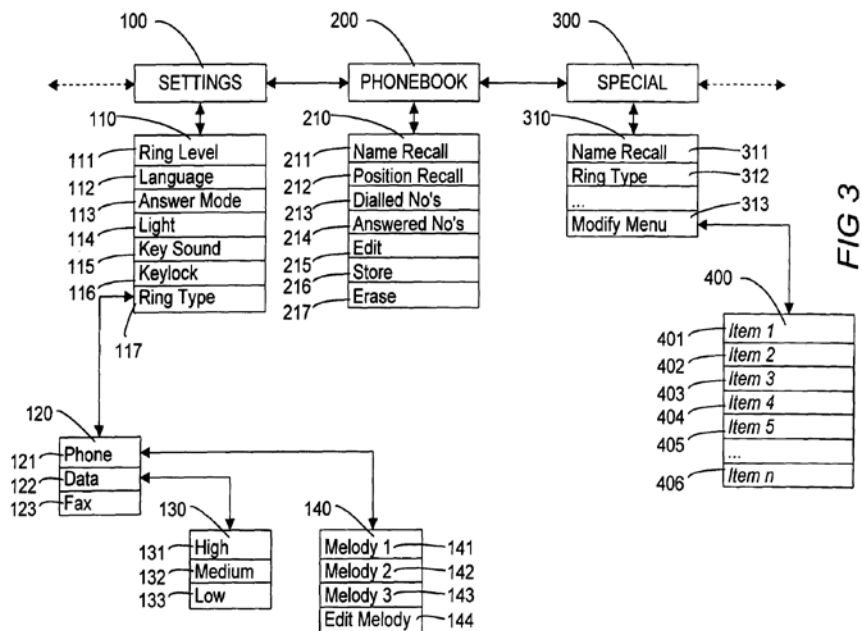 100
200
300
SETTINGS
PHONEBOOK
SPECIAL
110
111
Ring Level
112
Language
113
Answer Mode
114
Light
115
Key Sound
116
Keylock
117
Ring Type
210
211
Name Recall
212
Position Recall
213
Dialled No's
214
Answered No's
215
Edit
216
Store
217
Erase
310
Name Recall
311
Ring Type
312
...
Modify Menu
313
FIG 3
400
401
Item 1
402
Item 2
403
Item 3
404
Item 4
405
Item 5
...
406
Item n
120
121
Phone
122
Data
123
Fax
130
131
High
132
Medium
133
Low
140
Melody 1
141
Melody 2
142
Melody 3
143
Edit Melody
144